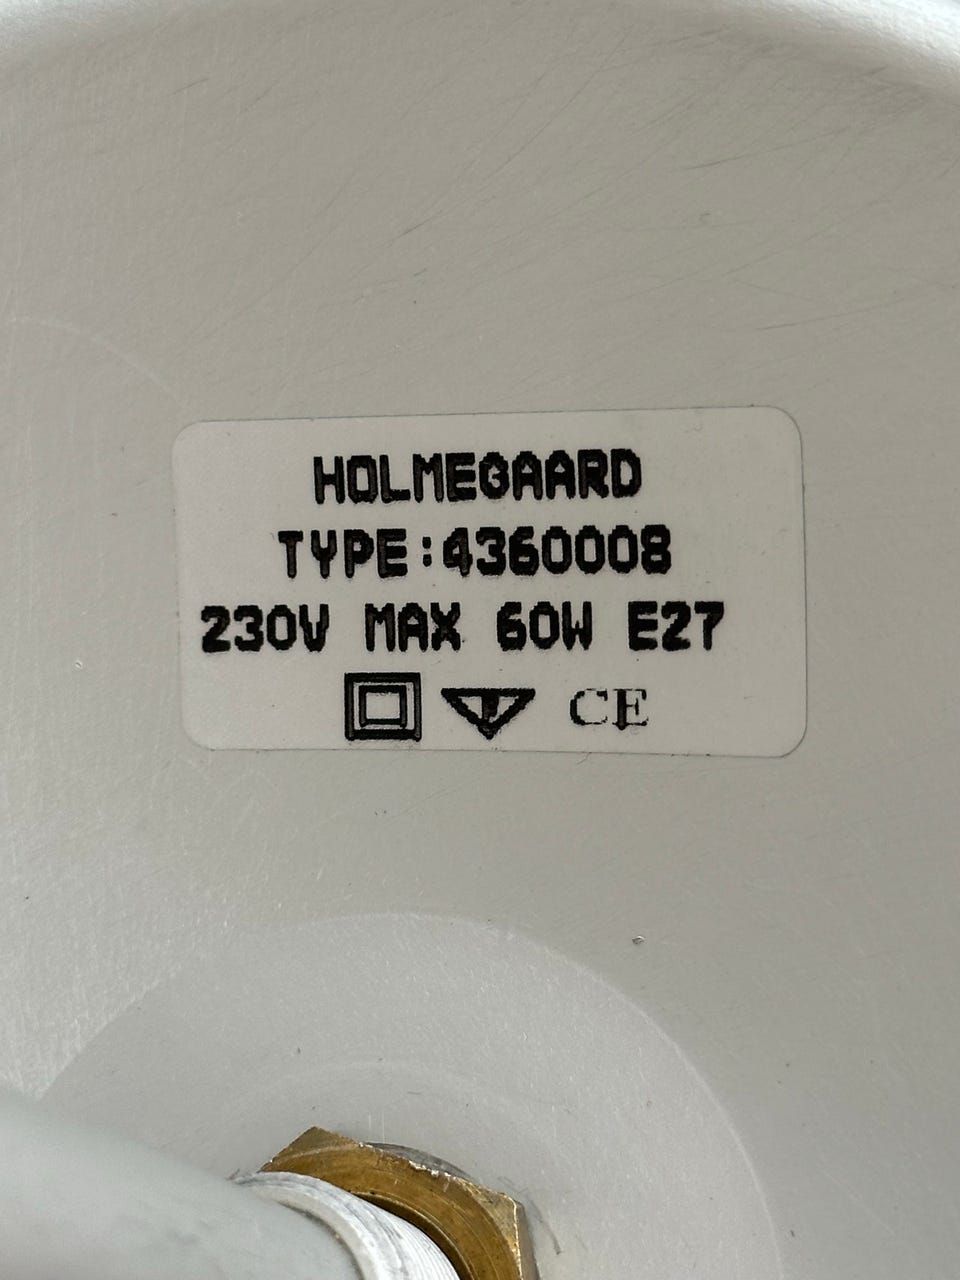 HOLMEGAARD
TYPE:4360008
230V MAX 60W E27
CE